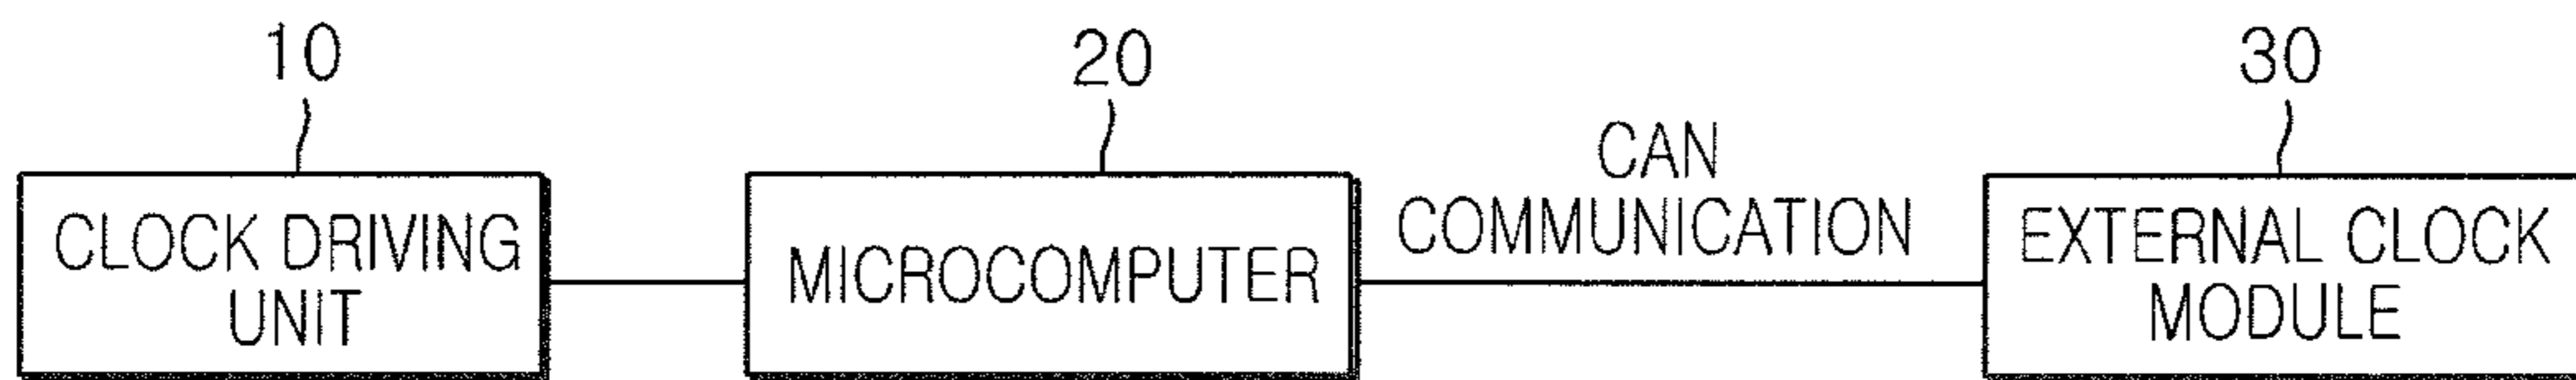 10
20
30
CLOCK DRIVING
UNIT
MICROCOMPUTER
CAN
COMMUNICATION
EXTERNAL CLOCK
MODULE